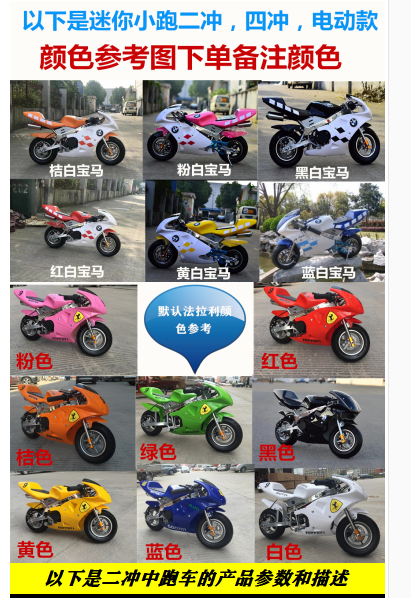 以下是迷你小跑二冲，四冲，电动款
颜色参考图下单备注颜色
桔白宝马
粉白宝马
黑白宝马
红白宝马
黄白宝马
蓝白宝马
粉色
默认法拉利颜
色参考
红色
桔色
绿色
黑色
黄色
蓝色
白色
以下是二冲中跑车的产品参数和描述